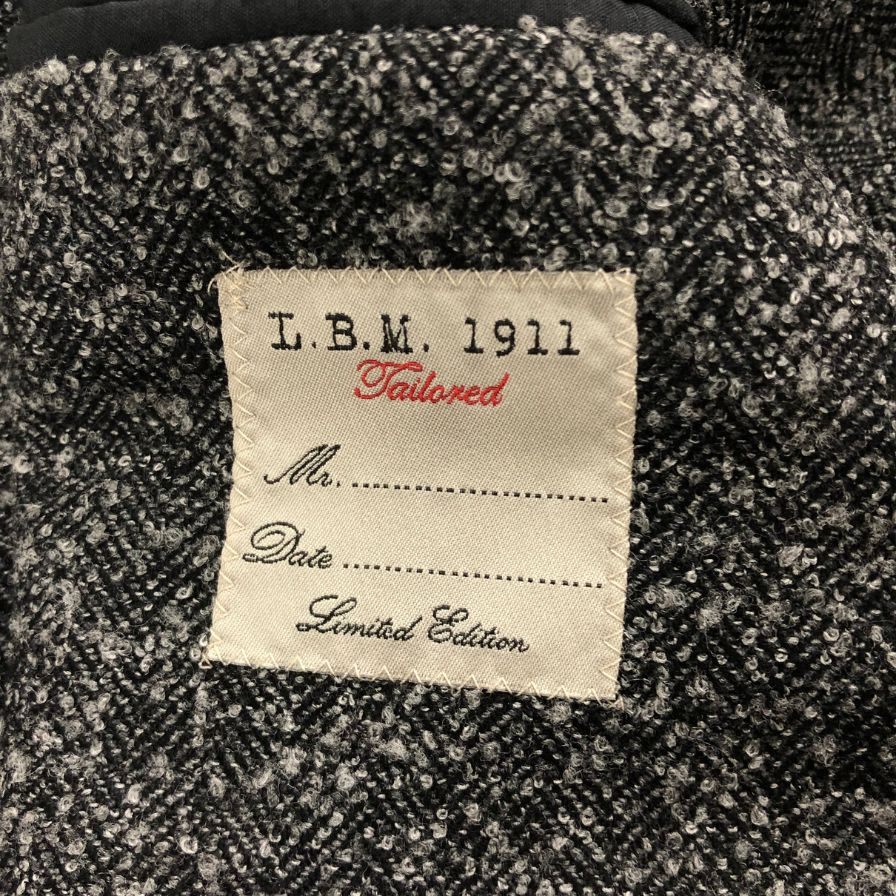 L.B.M. 1911
Tailored
Mr. ..............................
Date ..............................
Limited Edition